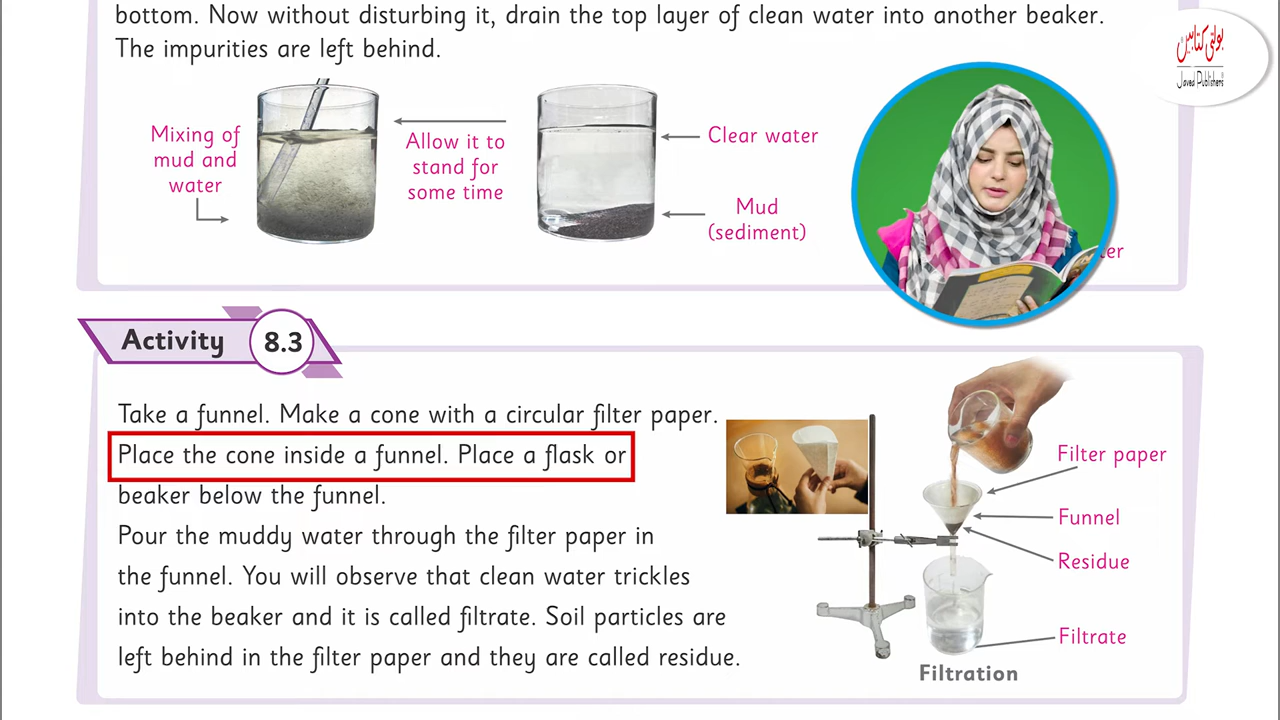 bottom. Now without disturbing it, drain the top layer of clean water into another beaker.
The impurities are left behind.
بولتی کتابیں
Javed Publishers
Mixing of
mud and
water
Allow it to
stand for
some time
Clear water
Mud
(sediment)
Activity 8.3
Take a funnel. Make a cone with a circular filter paper.
Place the cone inside a funnel. Place a flask or
beaker below the funnel.
Pour the muddy water through the filter paper in
the funnel. You will observe that clean water trickles
into the beaker and it is called filtrate. Soil particles are
left behind in the filter paper and they are called residue.
Filter paper
Funnel
Residue
Filtrate
Filtration